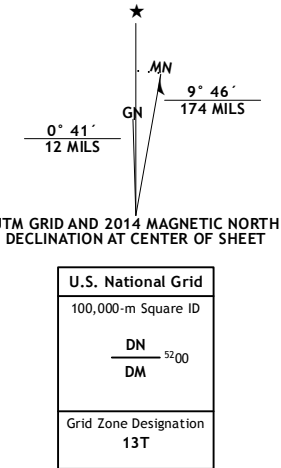 ★
MN
GN
9° 46´
174 MILS
0° 41´
12 MILS
UTM GRID AND 2014 MAGNETIC NORTH
DECLINATION AT CENTER OF SHEET
U.S. National Grid
100,000-m Square ID
DN
5200
DM
Grid Zone Designation
13T